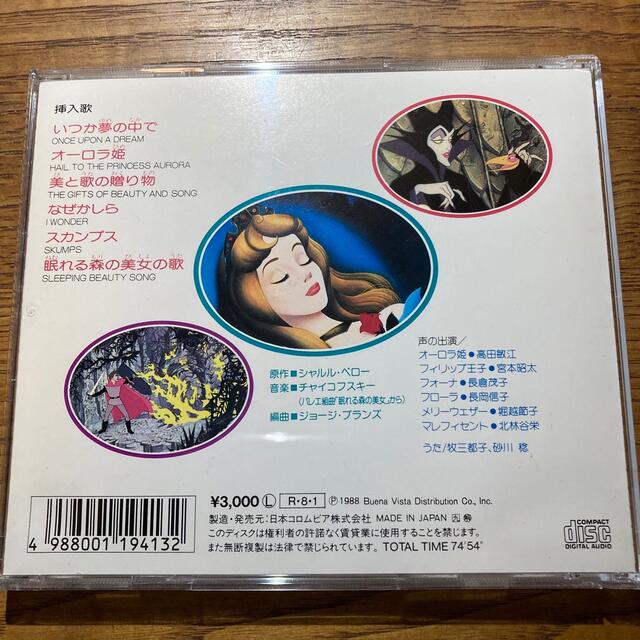 挿入歌
いつか夢の中で
ONCE UPON A DREAM
オーロラ姫
HAIL TO THE PRINCESS AURORA
美と歌の贈り物
THE GIFTS OF BEAUTY AND SONG
なぜかしら
I WONDER
スカンプス
SKUMPS
眠れる森の美女の歌
SLEEPING BEAUTY SONG
原作■シャルル・ペロー
音楽■チャイコフスキー
(バレエ組曲「眠れる森の美女」から)
編曲■ジョージ・ブランズ
声の出演/
オーロラ姫●高田敏江
フィリップ王子●宮本昭太
フォーナ●長倉茂子
フローラ●長岡信子
メリーウェザー●堀越節子
マレフィセント●北林谷栄
うた/牧三都子、砂川 稔
¥3,000 Ⓛ R・8・1 Ⓟ 1988 Buena Vista Distribution Co., Inc.
製造・発売元:日本コロムビア株式会社 MADE IN JAPAN
このディスクは権利者の許諾なく賃貸業に使用することを禁じます。
また無断複製は法律で禁じられています。 TOTAL TIME 74'54"
4 988001 194132
COMPACT
disc
DIGITAL AUDIO